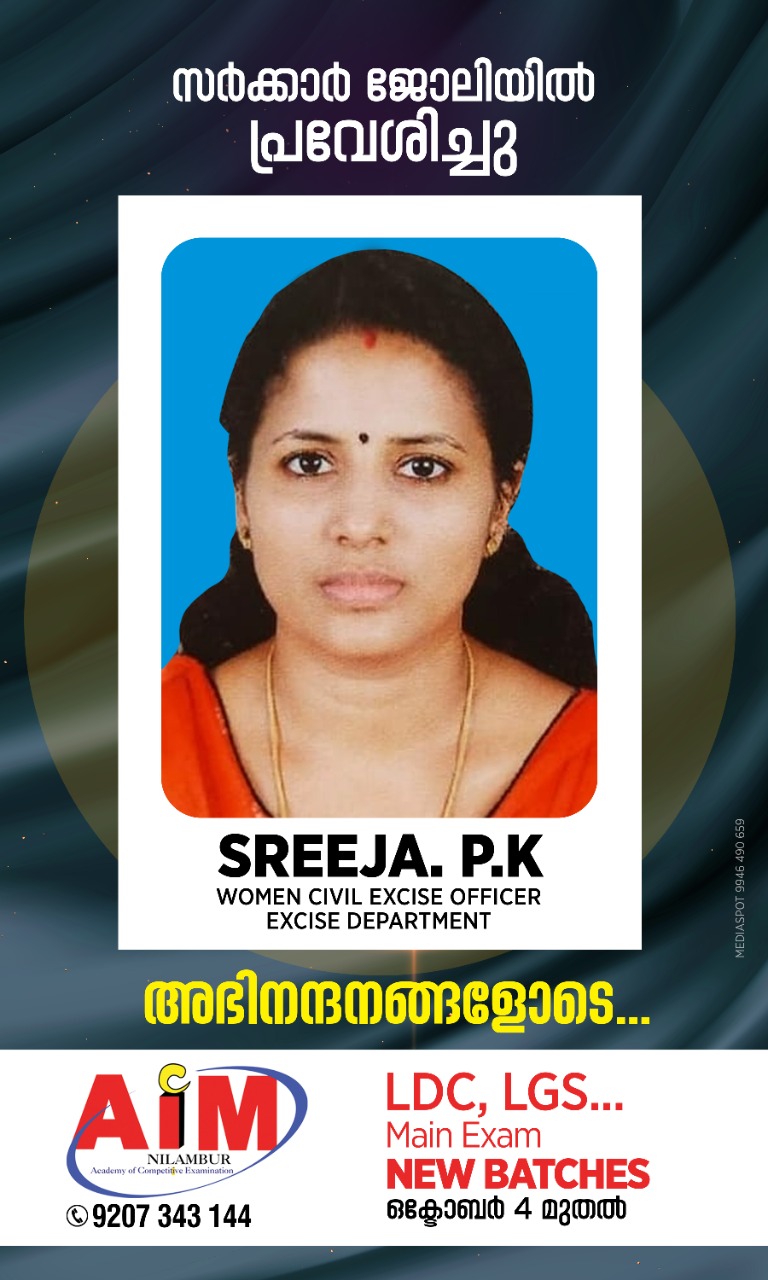 സർക്കാർ ജോലിയിൽ
പ്രവേശിച്ചു
SREEJA. P.K
WOMEN CIVIL EXCISE OFFICER
EXCISE DEPARTMENT
MEDIASPOT 9946 490 659
അഭിനന്ദനങ്ങളോടെ...
AiM
NILAMBUR
Academy of Competitive Examination
9207 343 144
LDC, LGS...
Main Exam
NEW BATCHES
ഒക്ടോബർ 4 മുതൽ